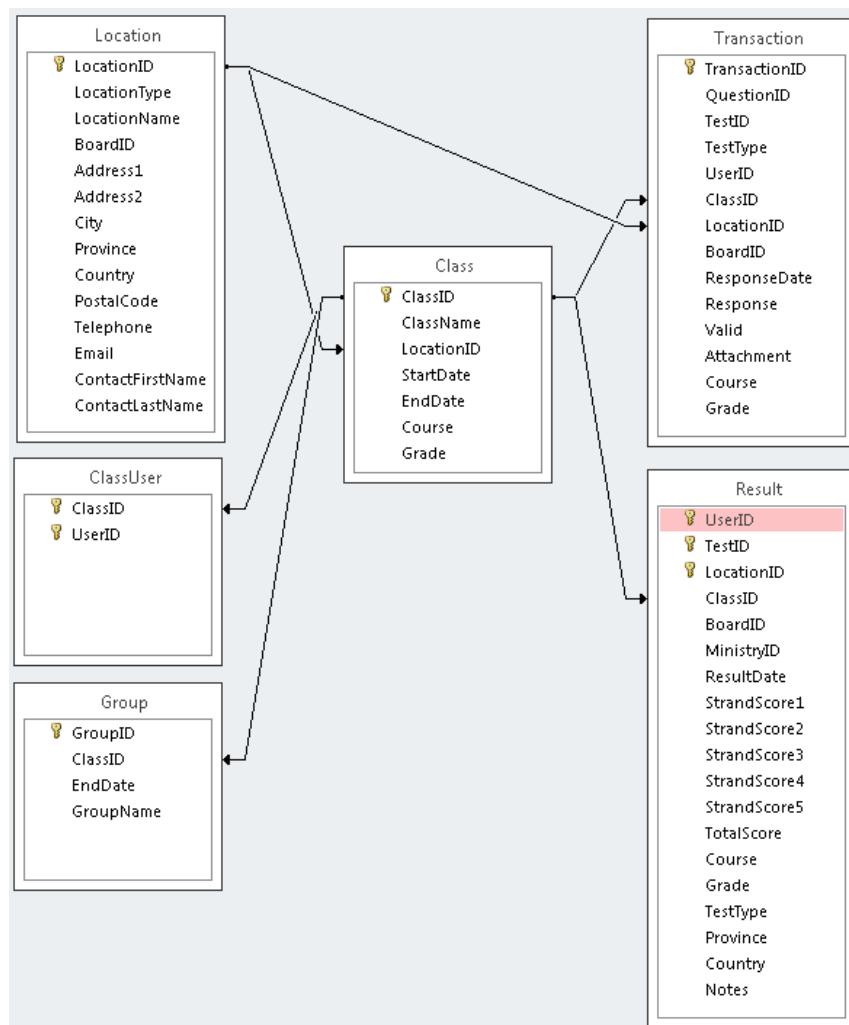 Location
LocationID
LocationType
LocationName
BoardID
Address1
Address2
City
Province
Country
PostalCode
Telephone
Email
ContactFirstName
ContactLastName
ClassUser
ClassID
UserID
Group
GroupID
ClassID
EndDate
GroupName
Class
ClassID
ClassName
LocationID
StartDate
EndDate
Course
Grade
Transaction
TransactionID
QuestionID
TestID
TestType
UserID
ClassID
LocationID
BoardID
ResponseDate
Response
Valid
Attachment
Course
Grade
Result
UserID
TestID
LocationID
ClassID
BoardID
MinistryID
ResultDate
StrandScore1
StrandScore2
StrandScore3
StrandScore4
StrandScore5
TotalScore
Course
Grade
TestType
Province
Country
Notes